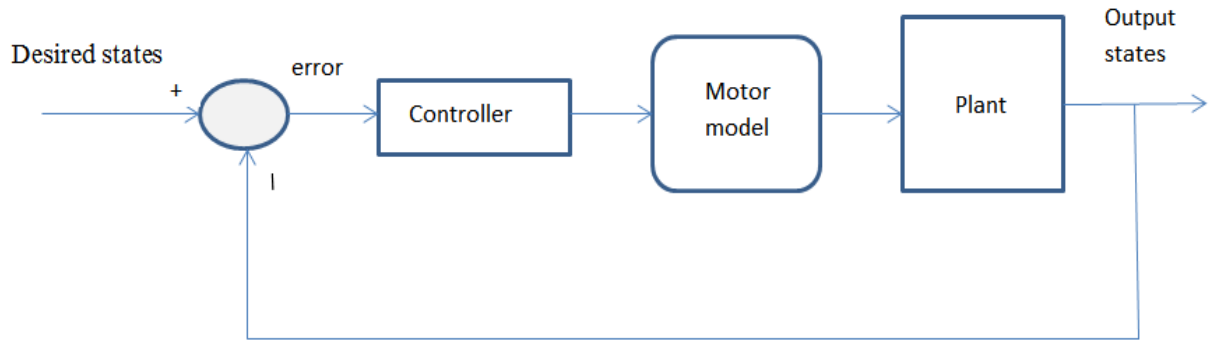 Desired states
+
error
Controller
Motor
model
Plant
Output
states
|